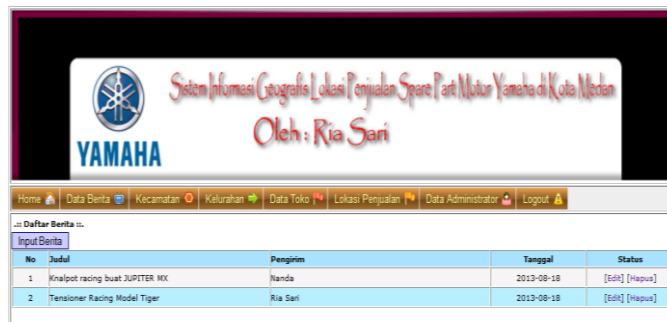 Sistem Informasi Geografis Lokasi Penjualan Spare Part Motor Yamaha di Kota Medan
Oleh : Ria Sari
YAMAHA
Home Data Berita Kecamatan Kelurahan Data Toko Lokasi Penjualan Data Administrator Logout
.:: Daftar Berita ::.
Input Berita
No Judul Pengirim Tanggal Status
1 Knalpot racing buat JUPITER MX Nanda 2013-08-18 [Edit] [Hapus]
2 Tensioner Racing Model Tiger Ria Sari 2013-08-18 [Edit] [Hapus]